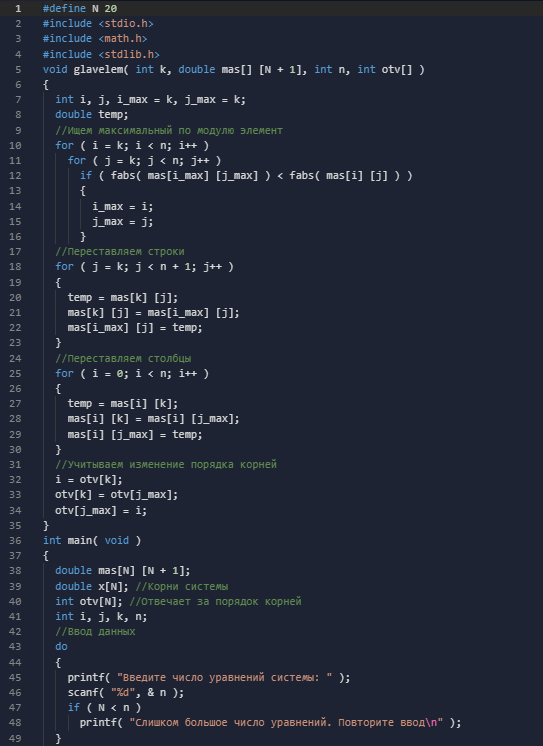 1 #define N 20
2 #include <stdio.h>
3 #include <math.h>
4 #include <stdlib.h>
5 void glavelem( int k, double mas[] [N + 1], int n, int otv[] )
6 {
7 int i, j, i_max = k, j_max = k;
8 double temp;
9 //Ищем максимальный по модулю элемент
10 for ( i = k; i < n; i++ )
11 for ( j = k; j < n; j++ )
12 if ( fabs( mas[i_max] [j_max] ) < fabs( mas[i] [j] ) )
13 {
14 i_max = i;
15 j_max = j;
16 }
17 //Переставляем строки
18 for ( j = k; j < n + 1; j++ )
19 {
20 temp = mas[k] [j];
21 mas[k] [j] = mas[i_max] [j];
22 mas[i_max] [j] = temp;
23 }
24 //Переставляем столбцы
25 for ( i = 0; i < n; i++ )
26 {
27 temp = mas[i] [k];
28 mas[i] [k] = mas[i] [j_max];
29 mas[i] [j_max] = temp;
30 }
31 //Учитываем изменение порядка корней
32 i = otv[k];
33 otv[k] = otv[j_max];
34 otv[j_max] = i;
35 }
36 int main( void )
37 {
38 double mas[N] [N + 1];
39 double x[N]; //Корни системы
40 int otv[N]; //Отвечает за порядок корней
41 int i, j, k, n;
42 //Ввод данных
43 do
44 {
45 printf( "Введите число уравнений системы: " );
46 scanf( "%d", & n );
47 if ( N < n )
48 printf( "Слишком большое число уравнений. Повторите ввод\n" );
49 }